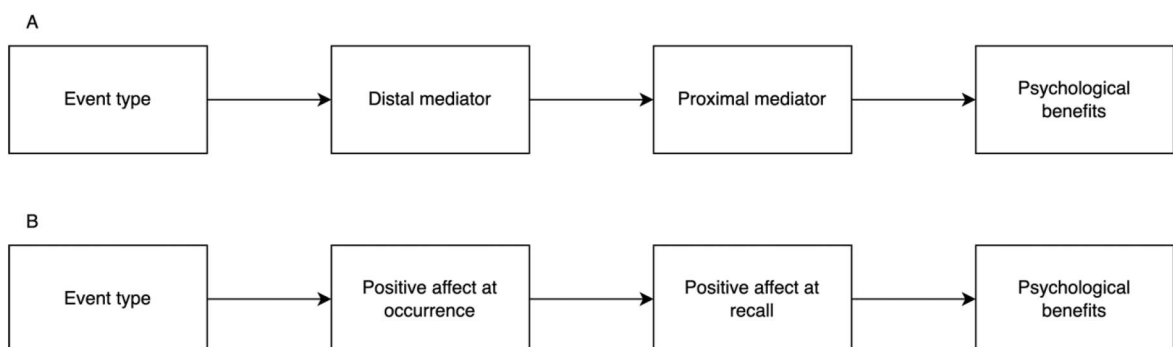 A
Event type
Distal mediator
Proximal mediator
Psychological
benefits
B
Event type
Positive affect at
occurrence
Positive affect at
recall
Psychological
benefits